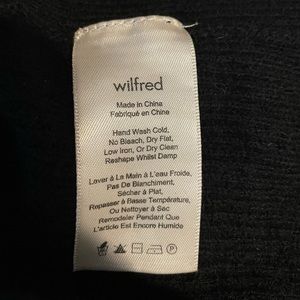 wilfred
Made in China
Fabriqué en Chine
Hand Wash Cold,
No Bleach, Dry Flat,
Low Iron, Or Dry Clean
Reshape Whilst Damp
Laver à La Main à L'eau Froide,
Pas De Blanchiment,
Sécher à Plat,
Repasser à Basse Température,
Ou Nettoyer à Sec
Remodeler Pendant Que
L'article Est Encore Humide
P